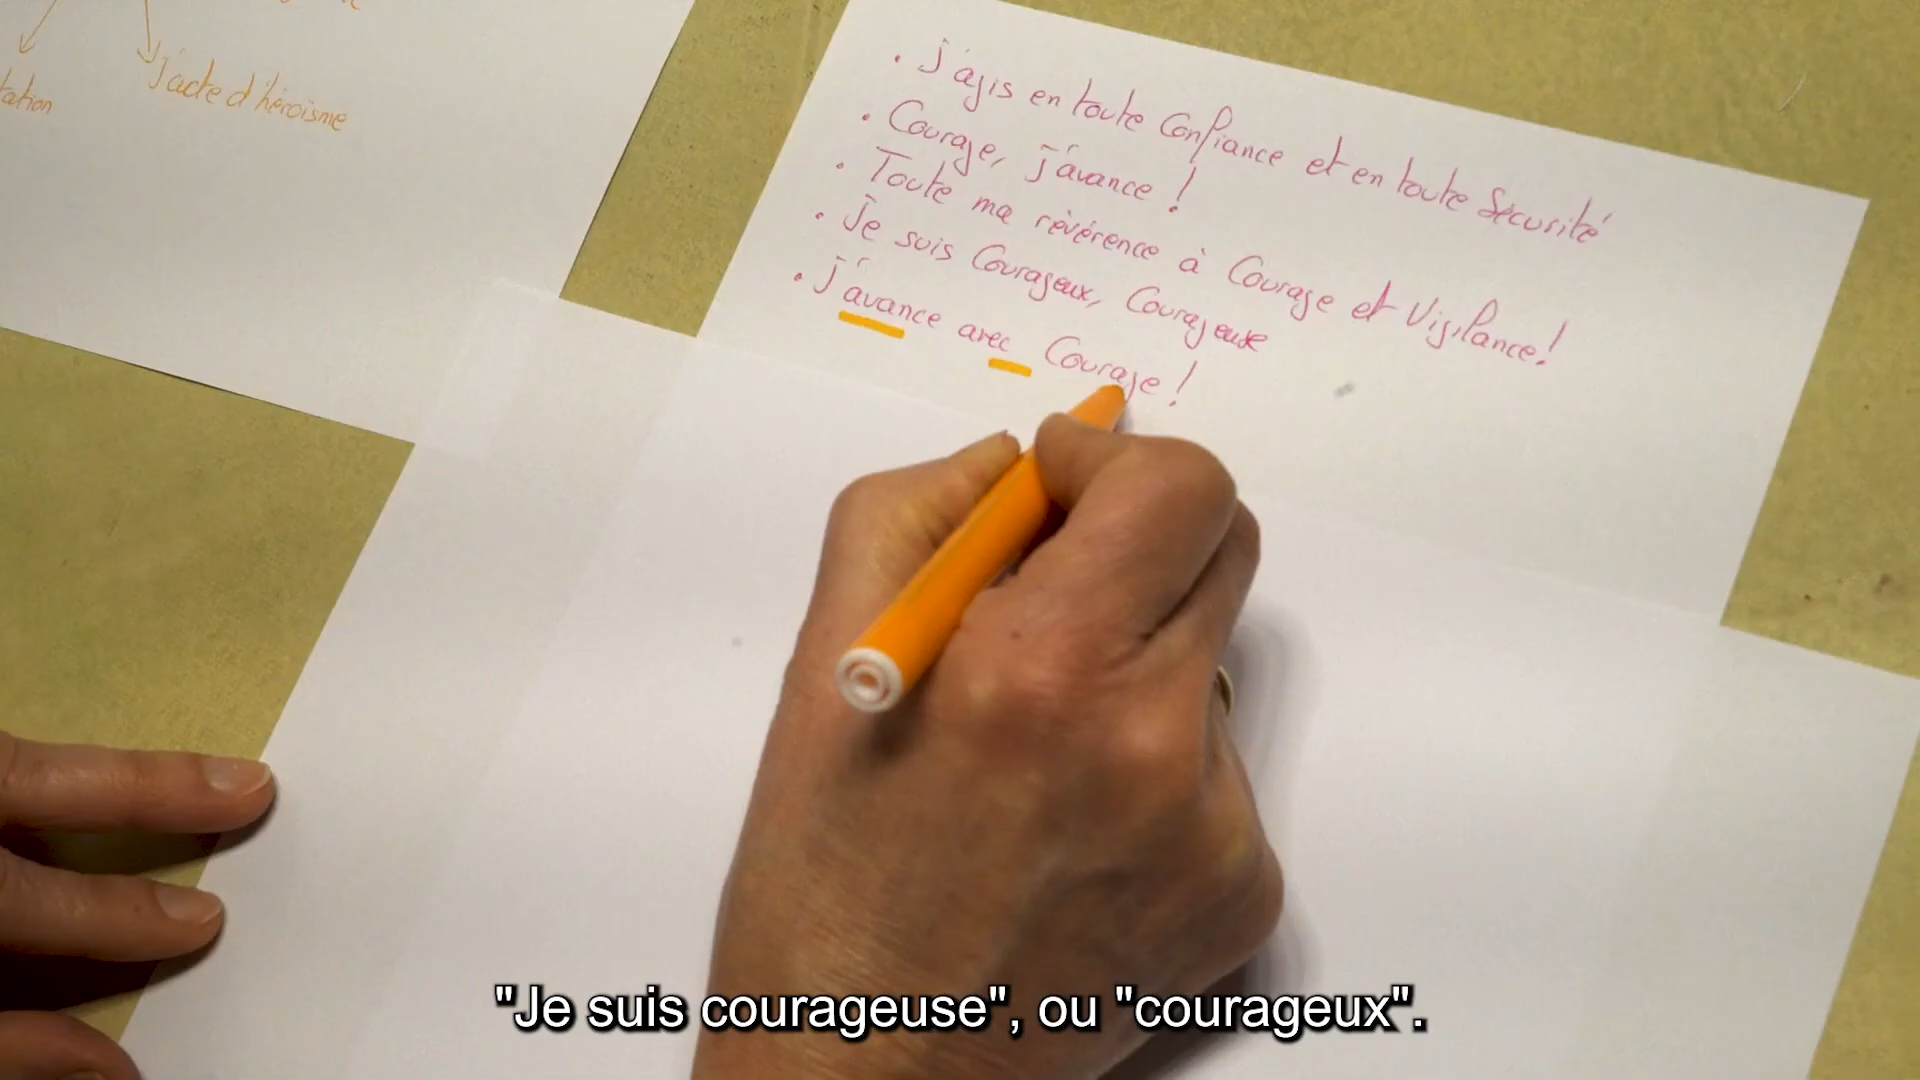 tation
J'acte d'héroïsme
• J'agis en toute Confiance et en toute Sécurité
• Courage, j'avance !
• Toute ma révérence à Courage et Vigilance !
• Je suis Courageux, Courageuse
• J'avance avec Courage !
"Je suis courageuse", ou "courageux".